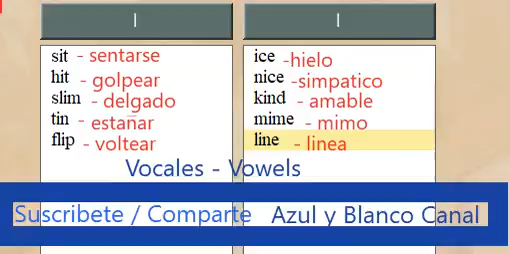 I I
sit - sentarse
hit - golpear
slim - delgado
tin - estañar
flip - voltear
ice -hielo
nice -simpatico
kind - amable
mime - mimo
line - linea
Vocales - Vowels
Suscribete / Comparte Azul y Blanco Canal